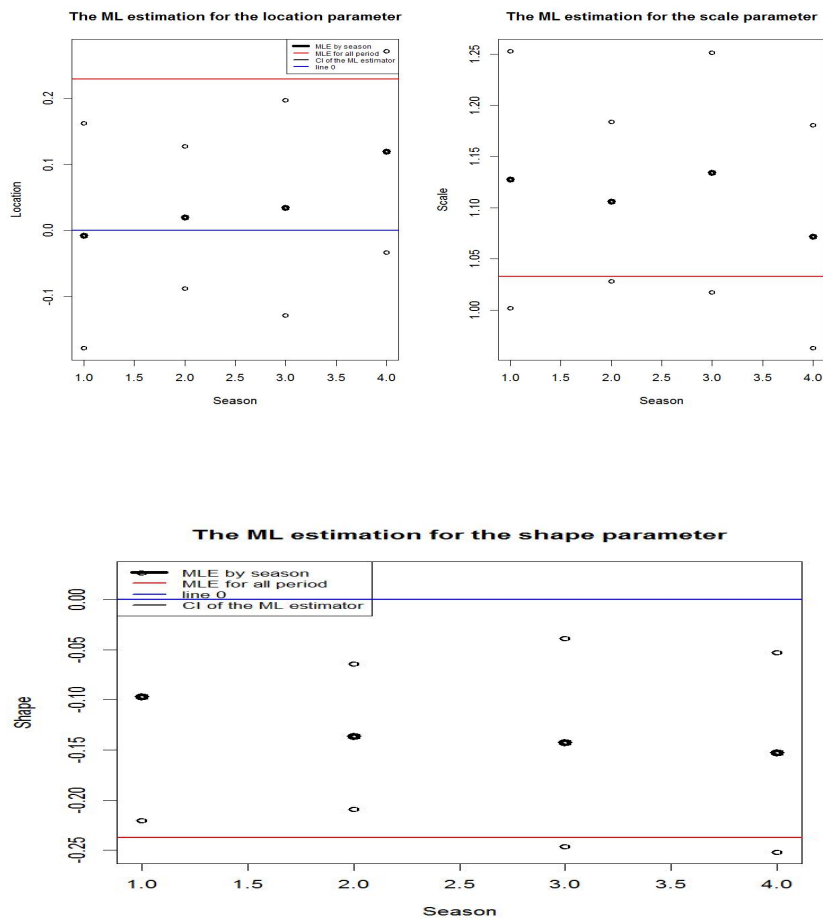 The ML estimation for the location parameter
MLE by season
MLE for all period
CI of the ML estimator
line 0
0.2
0.1
0.0
-0.1
Location
1.0 1.5 2.0 2.5 3.0 3.5 4.0
Season
The ML estimation for the scale parameter
1.25
1.20
1.15
1.10
1.05
1.00
Scale
1.0 1.5 2.0 2.5 3.0 3.5 4.0
Season
The ML estimation for the shape parameter
MLE by season
MLE for all period
line 0
CI of the ML estimator
0.00
-0.05
-0.10
-0.15
-0.20
-0.25
Shape
1.0 1.5 2.0 2.5 3.0 3.5 4.0
Season